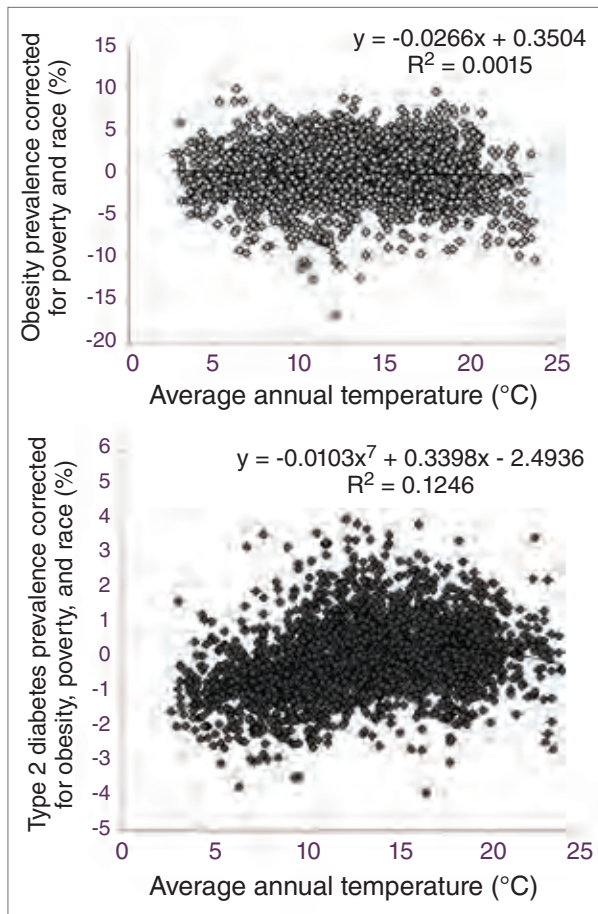 y = -0.0266x + 0.3504
R² = 0.0015
Obesity prevalence corrected
for poverty and race (%)
15
10
5
0
-5
-10
-15
-20
0 5 10 15 20 25
Average annual temperature (°C)
y = -0.0103x⁷ + 0.3398x - 2.4936
R² = 0.1246
Type 2 diabetes prevalence corrected
for obesity, poverty, and race (%)
6
5
4
3
2
1
0
-1
-2
-3
-4
-5
0 5 10 15 20 25
Average annual temperature (°C)